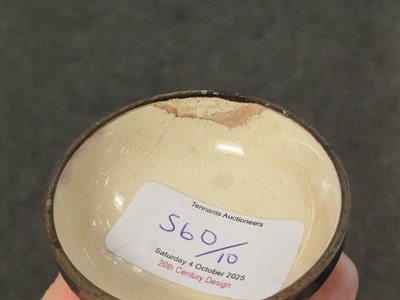 Tennants Auctioneers
S60/10
Saturday 4 October 2025
20th Century Design